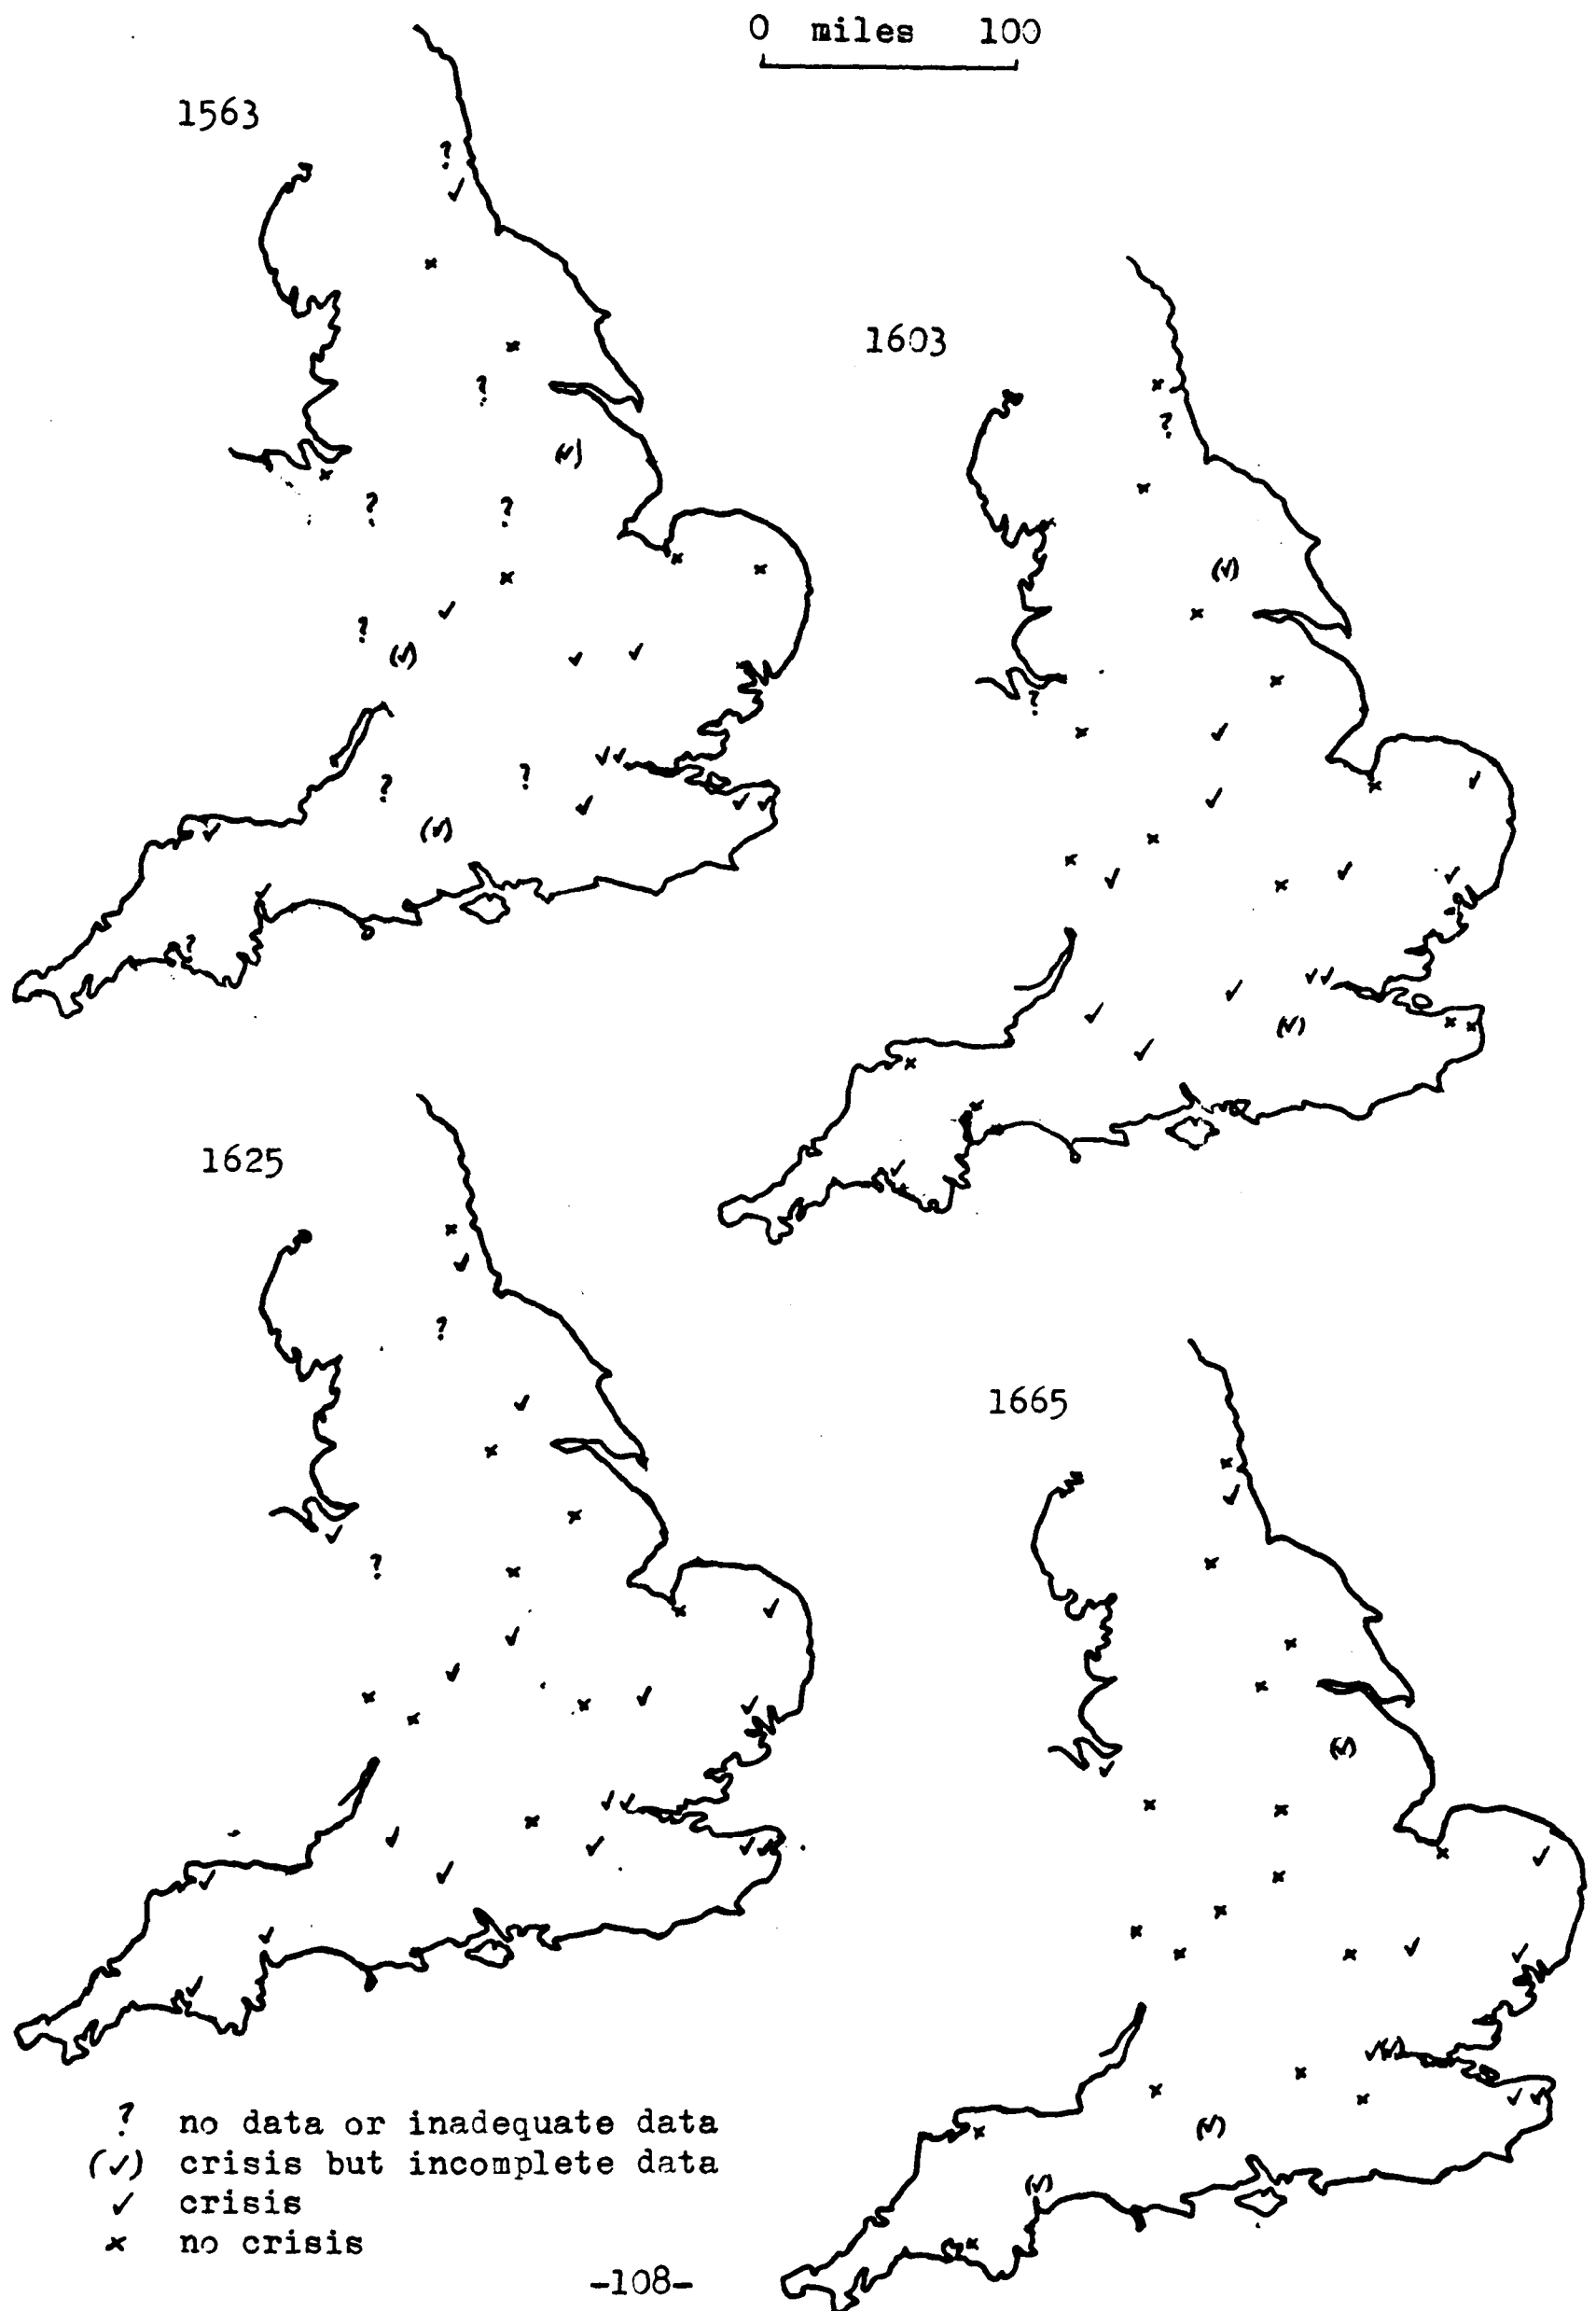 0 miles 100
1563
1603
1625
1665
? no data or inadequate data
(✓) crisis but incomplete data
✓ crisis
x no crisis
-108-